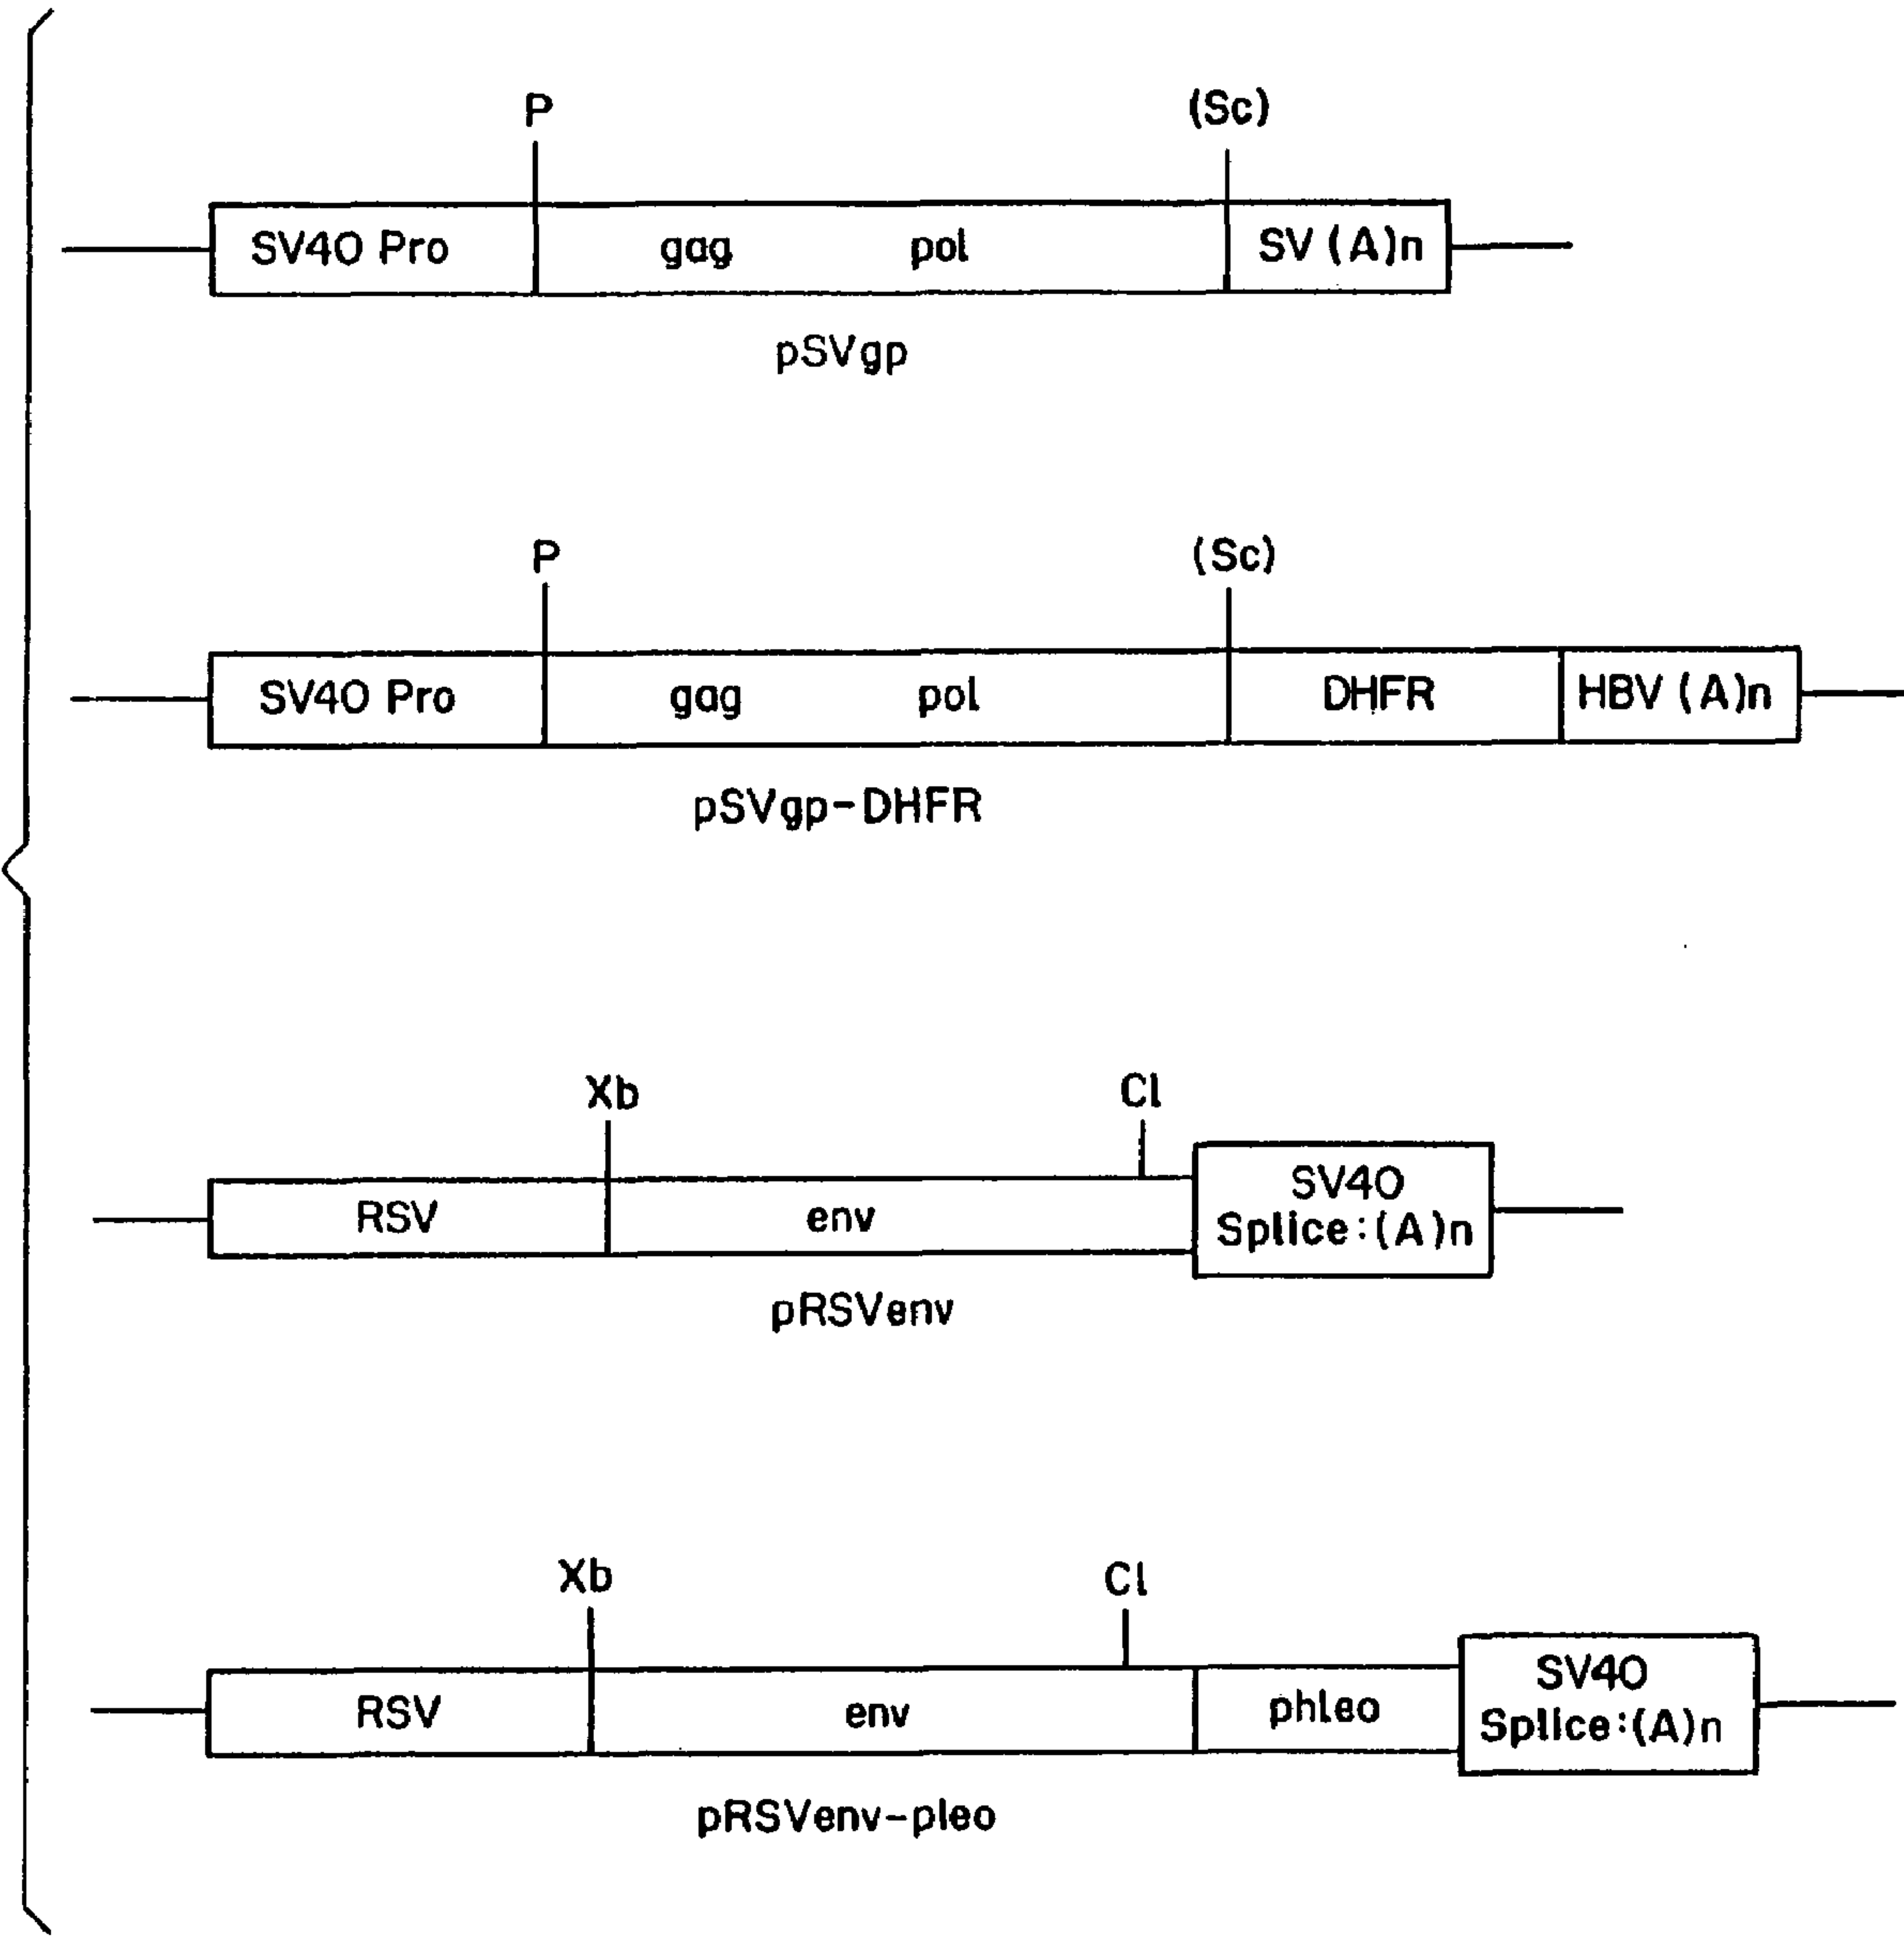 P (Sc)
SV40 Pro gag pol SV (A)n
pSVgp
P (Sc)
SV40 Pro gag pol DHFR HBV (A)n
pSVgp-DHFR
Xb Cl
RSV env SV40
Splice:(A)n
pRSVenv
Xb Cl
RSV env phleo SV40
Splice:(A)n
pRSVenv-pleo